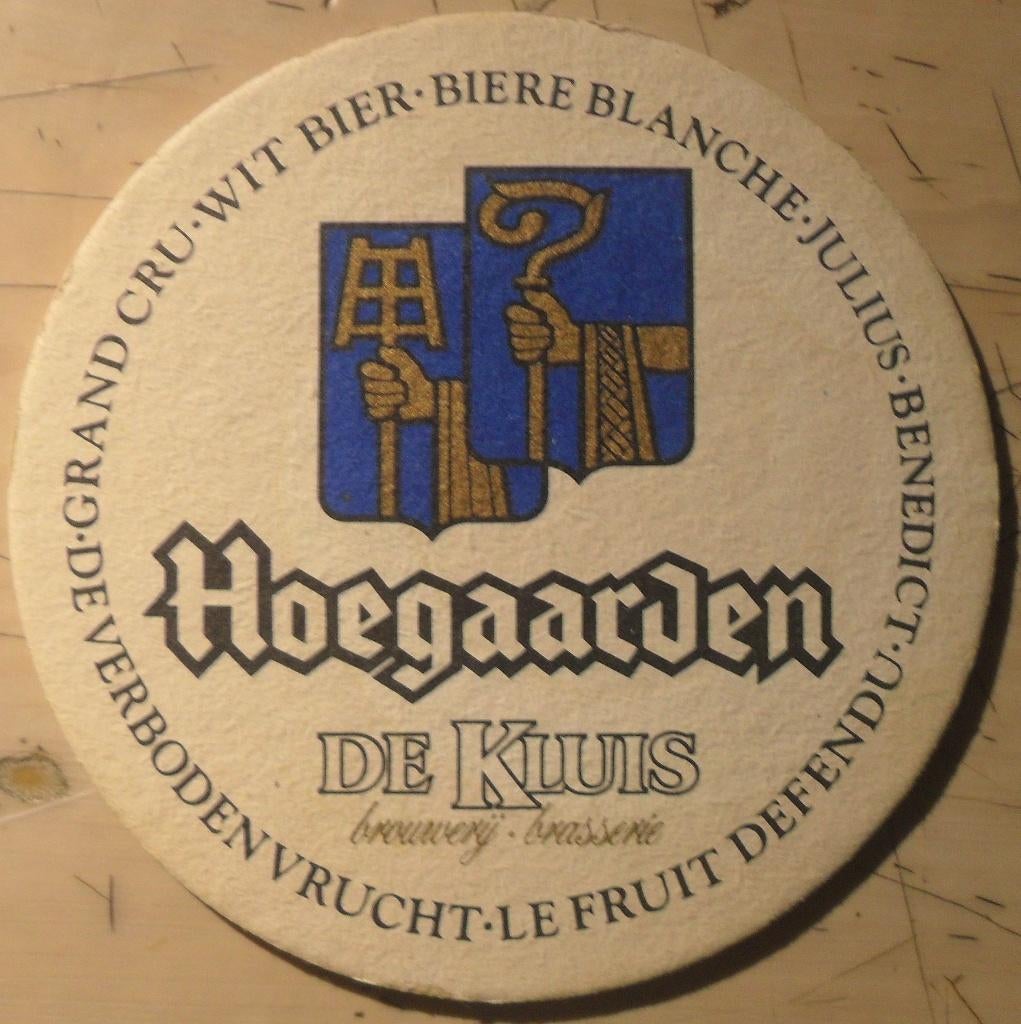 GRAND CRU·WIT BIER·BIERE BLANCHE·JULIUS·BENEDICT·
Hoegaarden
DE KLUIS
brouwerij · brasserie
DE VERBODEN VRUCHT·LE FRUIT DEFENDU·